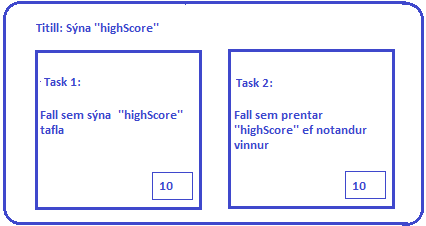 Titill: Sýna "highScore"
Task 1:
Fall sem sýna "highScore"
tafla
10
Task 2:
Fall sem prentar
"highScore" ef notandur
vinnur
10